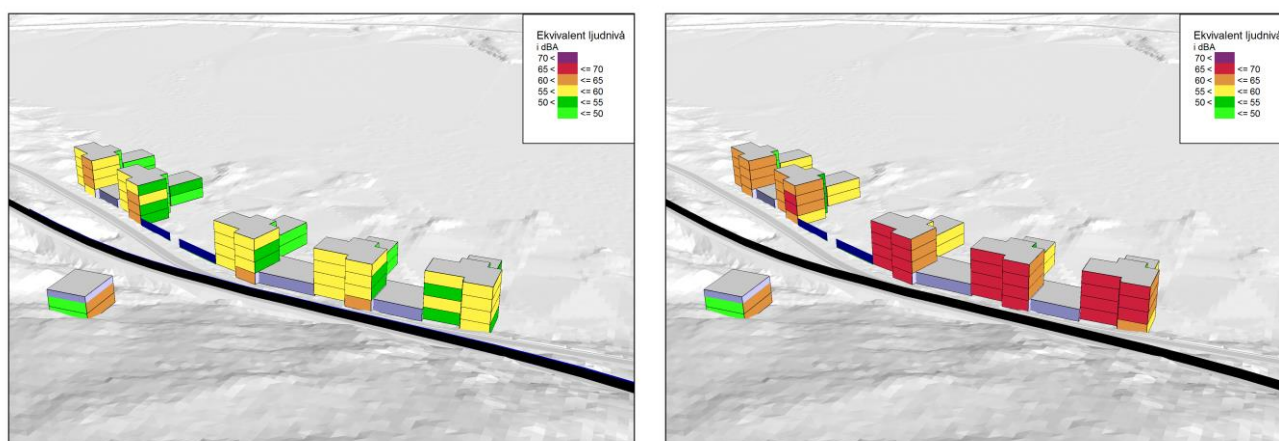 Ekvivalent ljudnivå
i dBA
70 <
65 < <= 70
60 < <= 65
55 < <= 60
50 < <= 55
<= 50
Ekvivalent ljudnivå
i dBA
70 <
65 < <= 70
60 < <= 65
55 < <= 60
50 < <= 55
<= 50